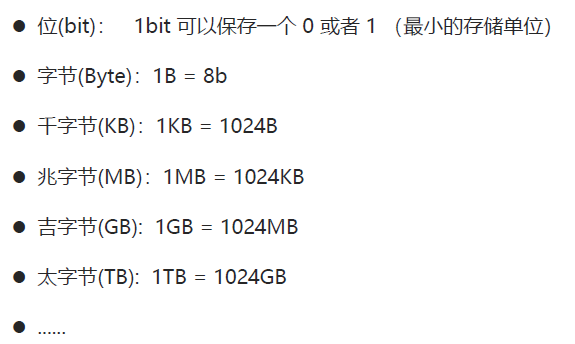 ● 位(bit)： 1bit 可以保存一个 0 或者 1 （最小的存储单位）
● 字节(Byte)：1B = 8b
● 千字节(KB)：1KB = 1024B
● 兆字节(MB)：1MB = 1024KB
● 吉字节(GB):  1GB = 1024MB
● 太字节(TB):  1TB = 1024GB
● ......